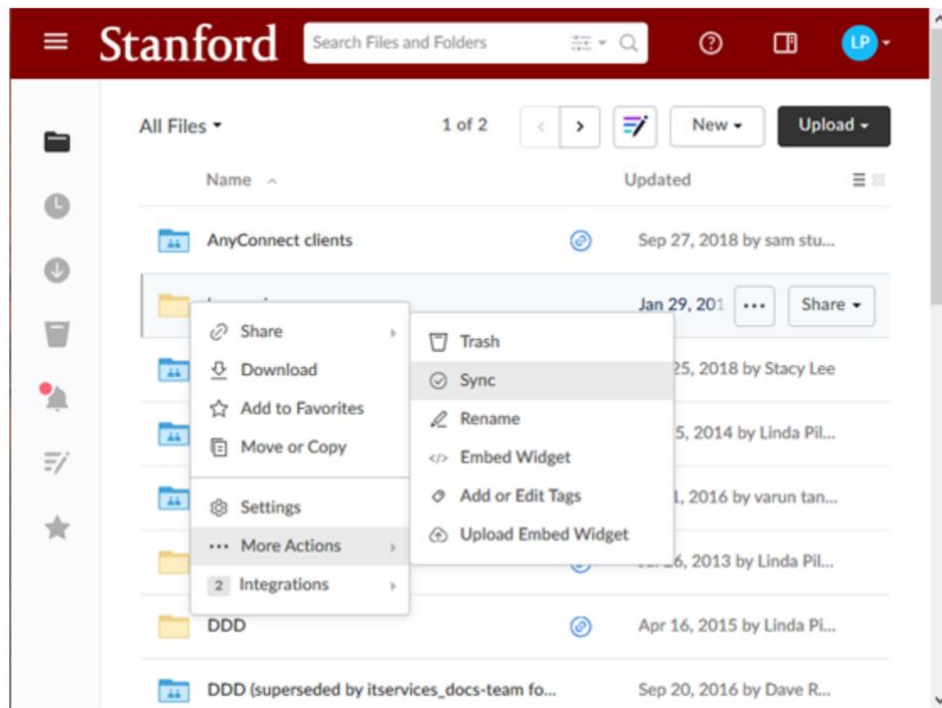 Stanford Search Files and Folders LP
All Files 1 of 2 New Upload
Name Updated
AnyConnect clients Sep 27, 2018 by sam stu...
Jan 29, 201 ... Share
Share Trash
25, 2018 by Stacy Lee
Download Sync
Add to Favorites Rename
5, 2014 by Linda Pil...
Move or Copy Embed Widget
Settings Add or Edit Tags
, 2016 by varun tan...
More Actions Upload Embed Widget
6, 2013 by Linda Pil...
2 Integrations
DDD Apr 16, 2015 by Linda Pi...
DDD (superseded by itservices_docs-team fo... Sep 20, 2016 by Dave R...